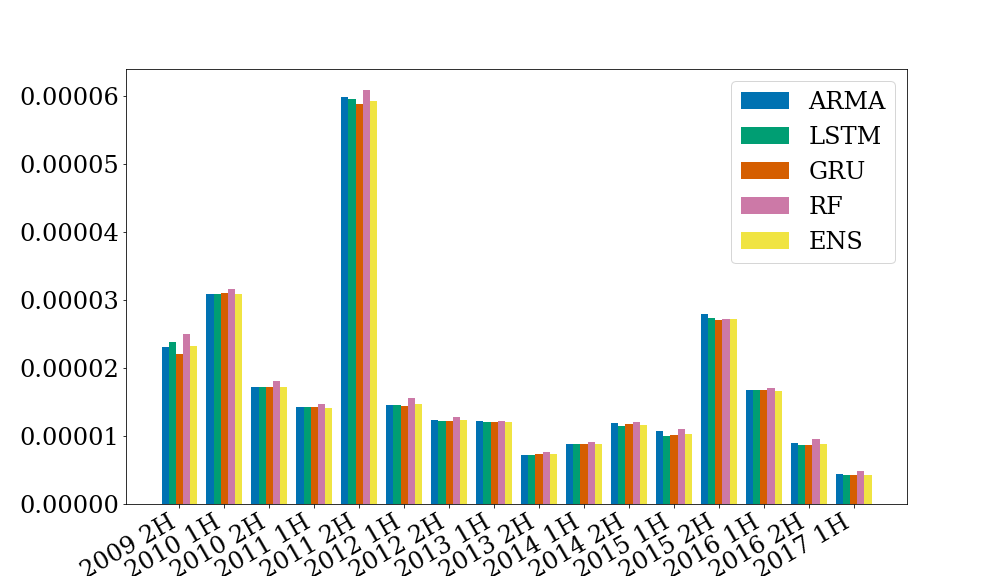 0.00006
0.00005
0.00004
0.00003
0.00002
0.00001
0.00000
ARMA
LSTM
GRU
RF
ENS
2009 2H
2010 1H
2010 2H
2011 1H
2011 2H
2012 1H
2012 2H
2013 1H
2013 2H
2014 1H
2014 2H
2015 1H
2015 2H
2016 1H
2016 2H
2017 1H